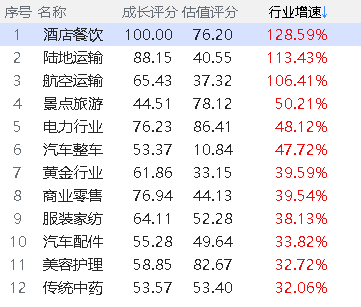 序号 名称 成长评分 估值评分 行业增速↓
1 酒店餐饮 100.00 76.20 128.59%
2 陆地运输 88.15 40.55 113.43%
3 航空运输 65.43 37.32 106.41%
4 景点旅游 44.51 78.12 50.21%
5 电力行业 76.23 86.41 48.12%
6 汽车整车 53.37 10.84 47.72%
7 黄金行业 61.86 33.15 39.59%
8 商业零售 76.94 44.13 39.54%
9 服装家纺 64.11 52.28 38.13%
10 汽车配件 55.28 49.64 33.82%
11 美容护理 58.85 82.67 32.72%
12 传统中药 53.57 53.40 32.06%